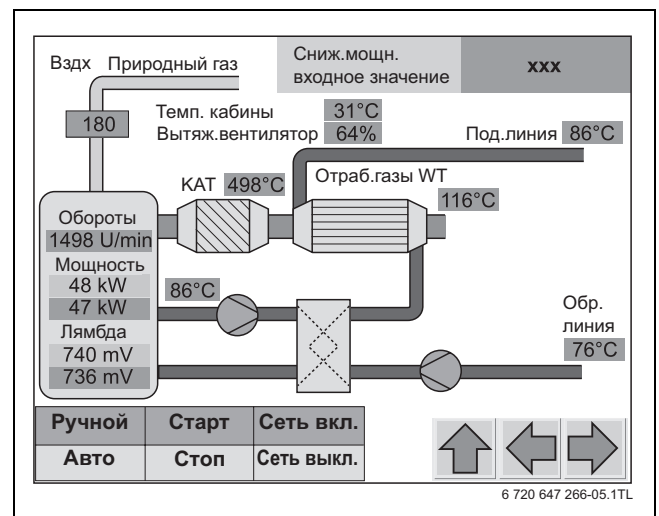 Вздх Природный газ
Сниж.мощн.
входное значение
xxx
180
Темп. кабины 31°C
Вытяж.вентилятор 64%
Под.линия 86°C
КАТ 498°C
Отраб.газы WT
116°C
Обороты
1498 U/min
Мощность
48 kW
47 kW
Лямбда
740 mV
736 mV
86°C
Обр.
линия
76°C
Ручной Старт Сеть вкл.
Авто Стоп Сеть выкл.
6 720 647 266-05.1TL